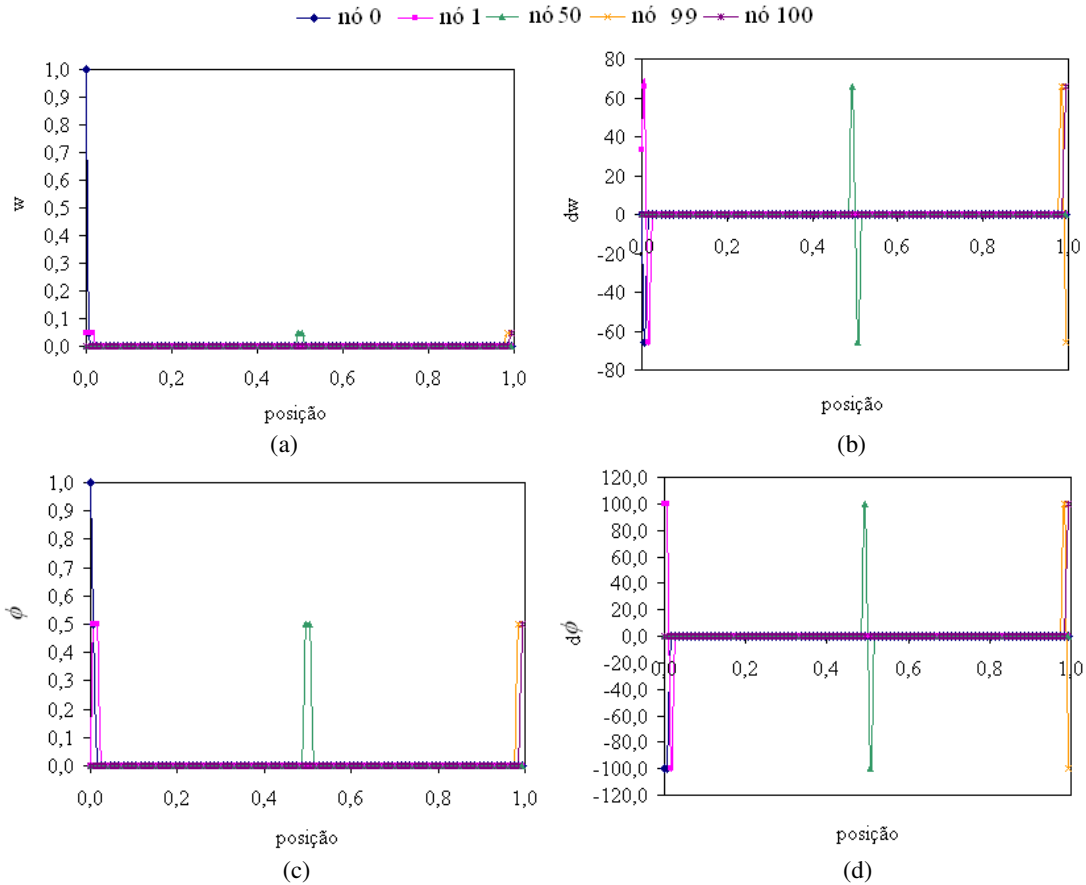 nó 0 nó 1 nó 50 nó 99 nó 100
1,0
0,9
0,8
0,7
0,6
0,5
0,4
0,3
0,2
0,1
0,0
w
0,0 0,2 0,4 0,6 0,8 1,0
posição
(a)
80
60
40
20
0
-20
-40
-60
-80
dw
0,0 0,2 0,4 0,6 0,8 1,0
posição
(b)
1,0
0,9
0,8
0,7
0,6
0,5
0,4
0,3
0,2
0,1
0,0
ϕ
0,0 0,2 0,4 0,6 0,8 1,0
posição
(c)
120,0
100,0
80,0
60,0
40,0
20,0
0,0
-20,0
-40,0
-60,0
-80,0
-100,0
-120,0
dϕ
0,0 0,2 0,4 0,6 0,8 1,0
posição
(d)